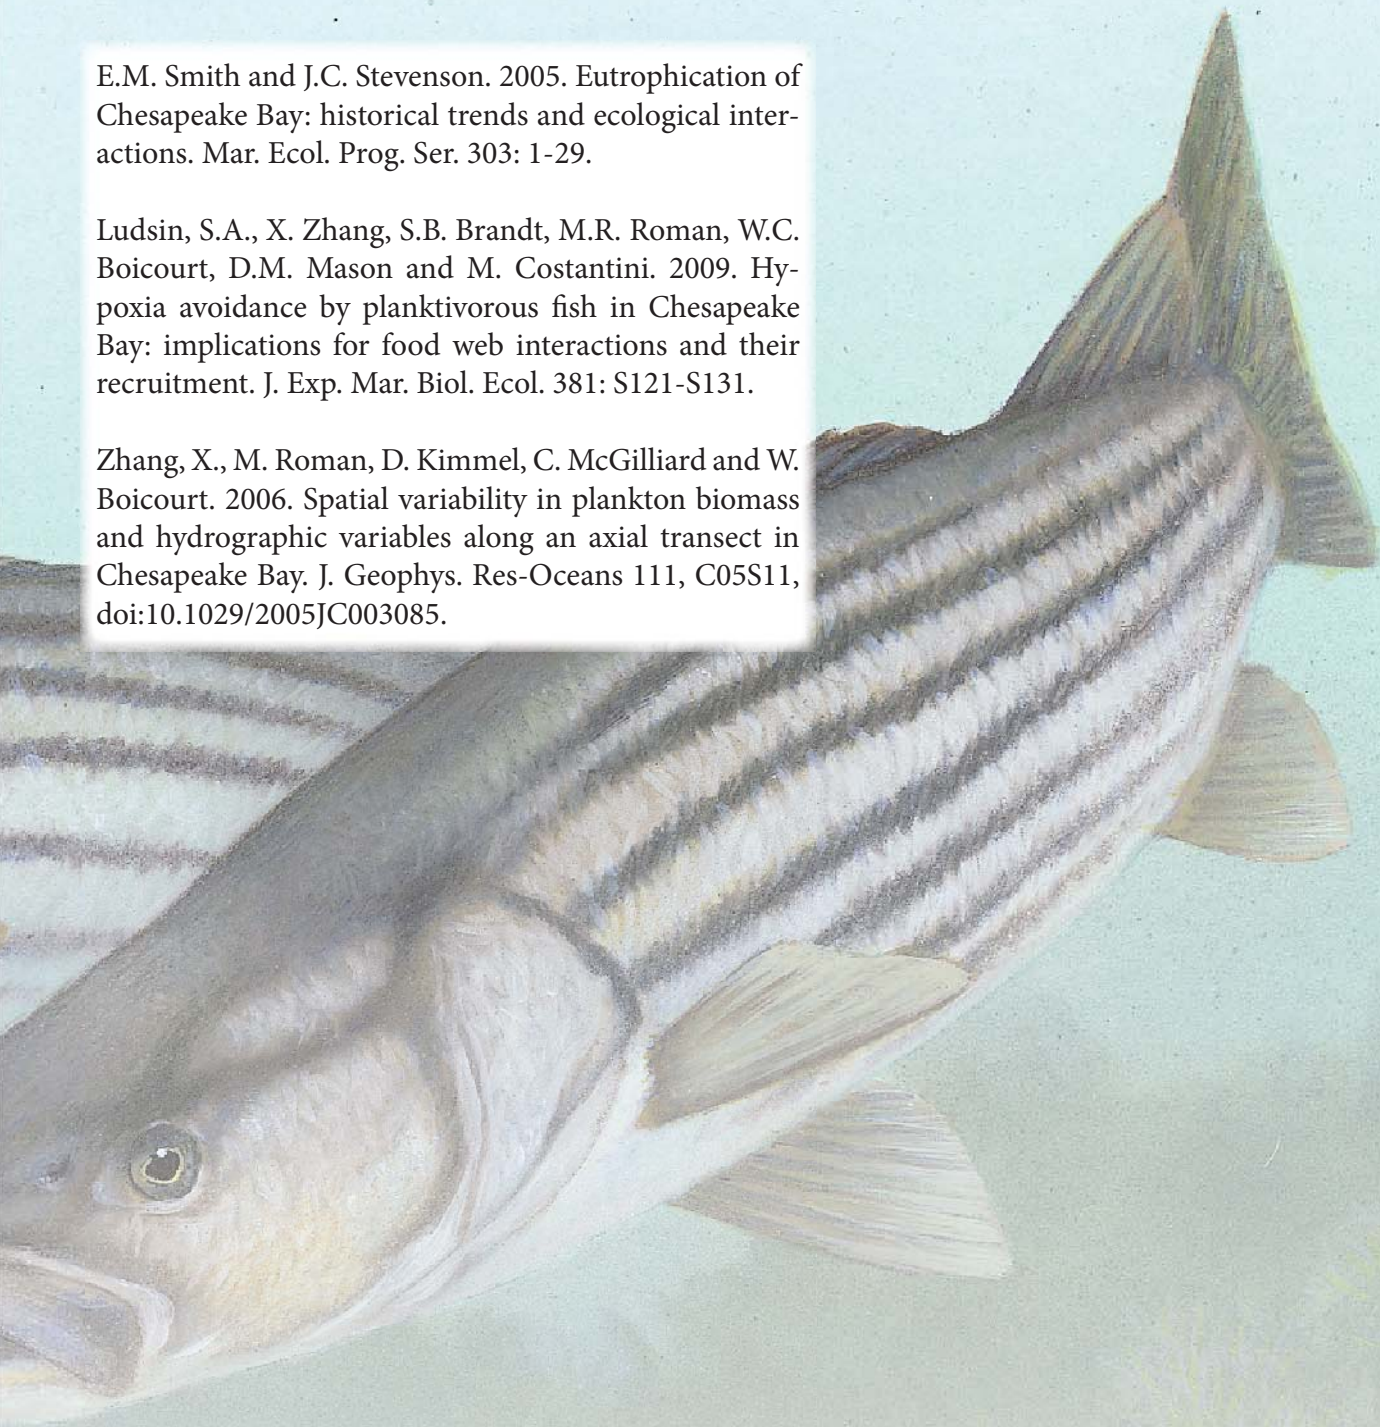 E.M. Smith and J.C. Stevenson. 2005. Eutrophication of
Chesapeake Bay: historical trends and ecological inter-
actions. Mar. Ecol. Prog. Ser. 303: 1-29.
Ludsin, S.A., X. Zhang, S.B. Brandt, M.R. Roman, W.C.
Boicourt, D.M. Mason and M. Costantini. 2009. Hy-
poxia avoidance by planktivorous fish in Chesapeake
Bay: implications for food web interactions and their
recruitment. J. Exp. Mar. Biol. Ecol. 381: S121-S131.
Zhang, X., M. Roman, D. Kimmel, C. McGilliard and W.
Boicourt. 2006. Spatial variability in plankton biomass
and hydrographic variables along an axial transect in
Chesapeake Bay. J. Geophys. Res-Oceans 111, C05S11,
doi:10.1029/2005JC003085.